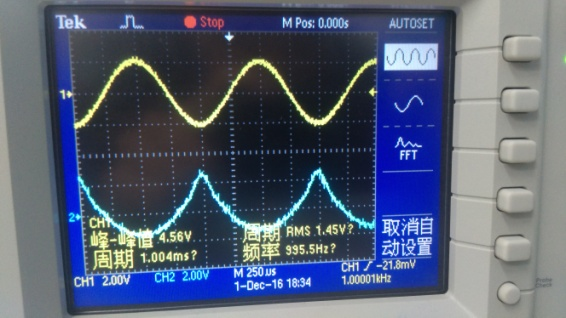 Tek Stop M Pos: 0.000s AUTOSET
1
FFT
2
CH1
峰-峰值 4.56V 周期 RMS 1.45V?
周期 1.004ms? 频率 995.5Hz?
取消自
动设置
CH1 2.00V CH2 2.00V M 250µs CH1 -21.8mV
1-Dec-16 18:34 1.00001kHz